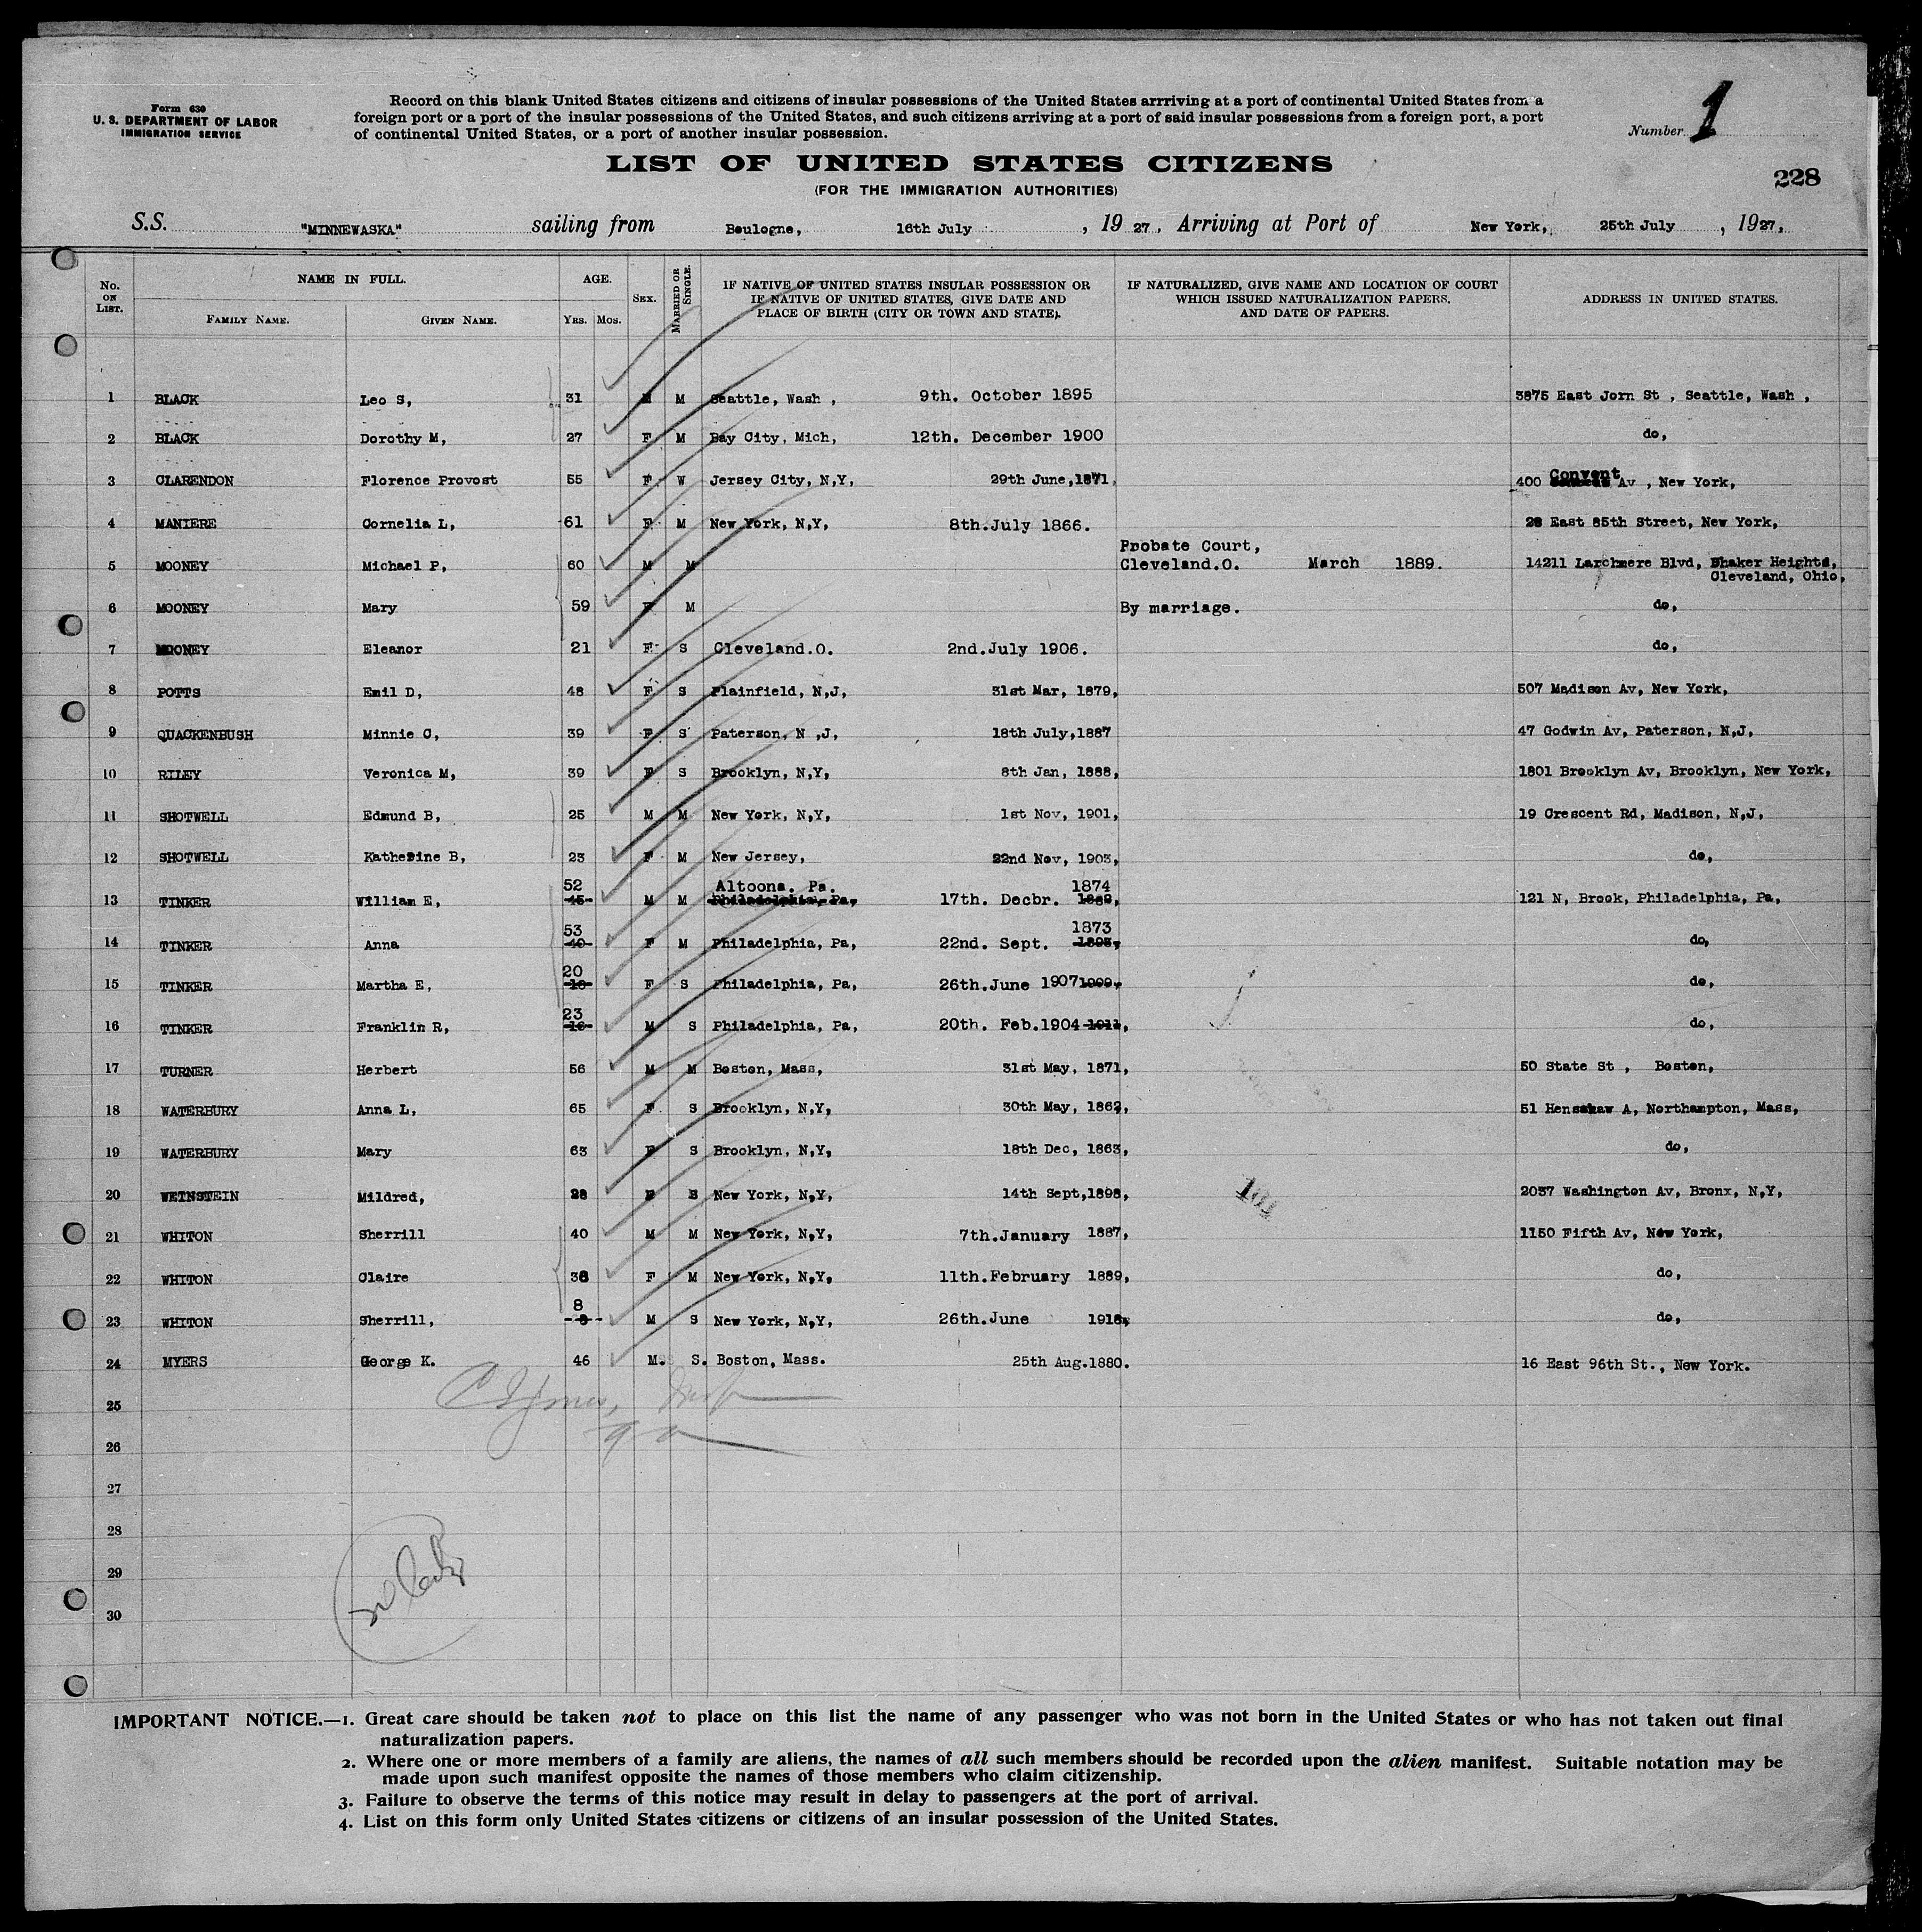 Form 630
U. S. DEPARTMENT OF LABOR
IMMIGRATION SERVICE
Record on this blank United States citizens and citizens of insular possessions of the United States arrriving at a port of continental United States from a
foreign port or a port of the insular possessions of the United States, and such citizens arriving at a port of said insular possessions from a foreign port, a port
of continental United States, or a port of another insular possession.
Number 1
LIST OF UNITED STATES CITIZENS
(FOR THE IMMIGRATION AUTHORITIES)
228
S.S. "MINNEWASKA" sailing from Boulogne, 16th July , 19 27. Arriving at Port of New York, 25th July , 1927,
No. ON LIST. NAME IN FULL. AGE. SEX. MARRIED OR SINGLE. IF NATIVE OF UNITED STATES INSULAR POSSESSION OR IF NATIVE OF UNITED STATES, GIVE DATE AND PLACE OF BIRTH (CITY OR TOWN AND STATE). IF NATURALIZED, GIVE NAME AND LOCATION OF COURT WHICH ISSUED NATURALIZATION PAPERS, AND DATE OF PAPERS. ADDRESS IN UNITED STATES.
FAMILY NAME. GIVEN NAME. YRS. MOS.
1 BLACK Leo S, 31 M M Seattle, Wash , 9th. October 1895 3875 East Jorn St , Seattle, Wash ,
2 BLACK Dorothy M, 27 F M Bay City, Mich, 12th. December 1900 do,
3 CLARENDON Florence Provost 55 F W Jersey City, N,Y, 29th June,1871, 400 Convent Av , New York,
4 MANIERE Cornelia L, 61 F M New York, N,Y, 8th.July 1866. 28 East 85th Street, New York,
5 MOONEY Michael P, 60 M M Probate Court, Cleveland.O. March 1889. 14211 Larchmere Blvd, Shaker Heights, Cleveland, Ohio,
6 MOONEY Mary 59 F M By marriage. do,
7 MOONEY Eleanor 21 F S Cleveland.O. 2nd.July 1906. do,
8 POTTS Emil D, 48 F S Plainfield, N,J, 31st Mar, 1879, 507 Madison Av, New York,
9 QUACKENBUSH Minnie C, 39 F S Paterson, N ,J, 18th July,1887 47 Godwin Av, Paterson, N,J,
10 RILEY Veronica M, 39 F S Brooklyn, N,Y, 8th Jan, 1888, 1801 Brooklyn Av, Brooklyn, New York,
11 SHOTWELL Edmund B, 25 M M New York, N,Y, 1st Nov, 1901, 19 Crescent Rd, Madison, N,J,
12 SHOTWELL Katherine B, 23 F M New Jersey, 22nd Nov, 1903, do,
52 Altoona. Pa. 1874
13 TINKER William E, 45 M M Philadelphia, Pa, 17th. Decbr. 121 N, Brook, Philadelphia, Pa,
53 1873
14 TINKER Anna 40 F M Philadelphia, Pa, 22nd. Sept. 1893, do,
20
15 TINKER Martha E, 18 F S Philadelphia, Pa, 26th.June 1907 1909, do,
23
16 TINKER Franklin R, 16 M S Philadelphia, Pa, 20th. Feb.1904 1911, do,
17 TURNER Herbert 56 M M Boston, Mass, 31st May, 1871, 50 State St , Boston,
18 WATERBURY Anna L, 65 F S Brooklyn, N,Y, 30th May, 1862, 51 Henshaw A, Northampton, Mass,
19 WATERBURY Mary 63 F S Brooklyn, N,Y, 18th Dec, 1863, do,
20 WETNSTEIN Mildred, 28 F S New York, N,Y, 14th Sept,1898, 2037 Washington Av, Bronx, N,Y,
21 WHITON Sherrill 40 M M New York, N,Y, 7th.January 1887, 1150 Fifth Av, New York,
22 WHITON Claire 38 F M New York, N,Y, 11th.February 1889, do,
8
23 WHITON Sherrill, M S New York, N,Y, 26th.June 1918, do,
24 MYERS George K. 46 M. S. Boston, Mass. 25th Aug.1880. 16 East 96th St., New York.
25
26
27
28
29
30
IMPORTANT NOTICE.—1. Great care should be taken not to place on this list the name of any passenger who was not born in the United States or who has not taken out final
naturalization papers.
2. Where one or more members of a family are aliens, the names of all such members should be recorded upon the alien manifest. Suitable notation may be
made upon such manifest opposite the names of those members who claim citizenship.
3. Failure to observe the terms of this notice may result in delay to passengers at the port of arrival.
4. List on this form only United States citizens or citizens of an insular possession of the United States.